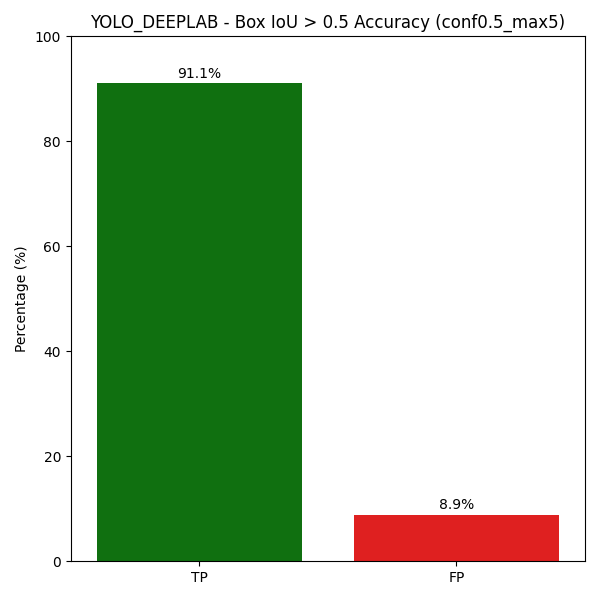 YOLO_DEEPLAB - Box IoU > 0.5 Accuracy (conf0.5_max5)
Percentage (%)
100
80
60
40
20
0
91.1%
8.9%
TP
FP